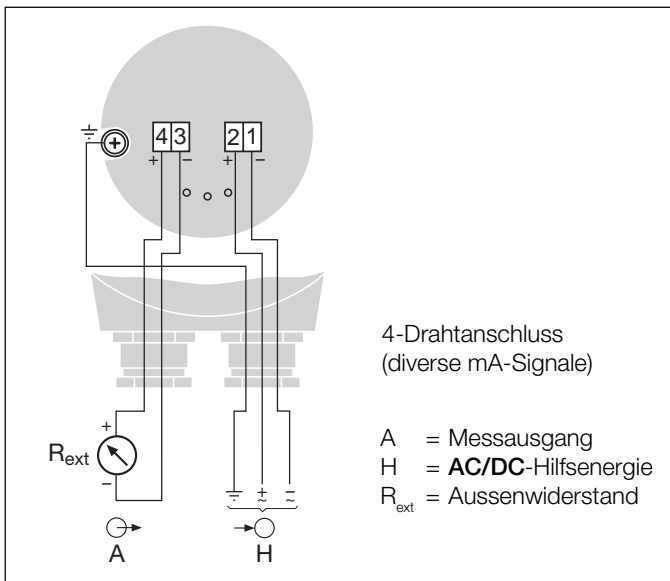 4 3 2 1
+ − + −
4-Drahtanschluss
(diverse mA-Signale)
+
R_ext
−
+ −
~ ~
A H
A = Messausgang
H = AC/DC-Hilfsenergie
R_ext = Aussenwiderstand